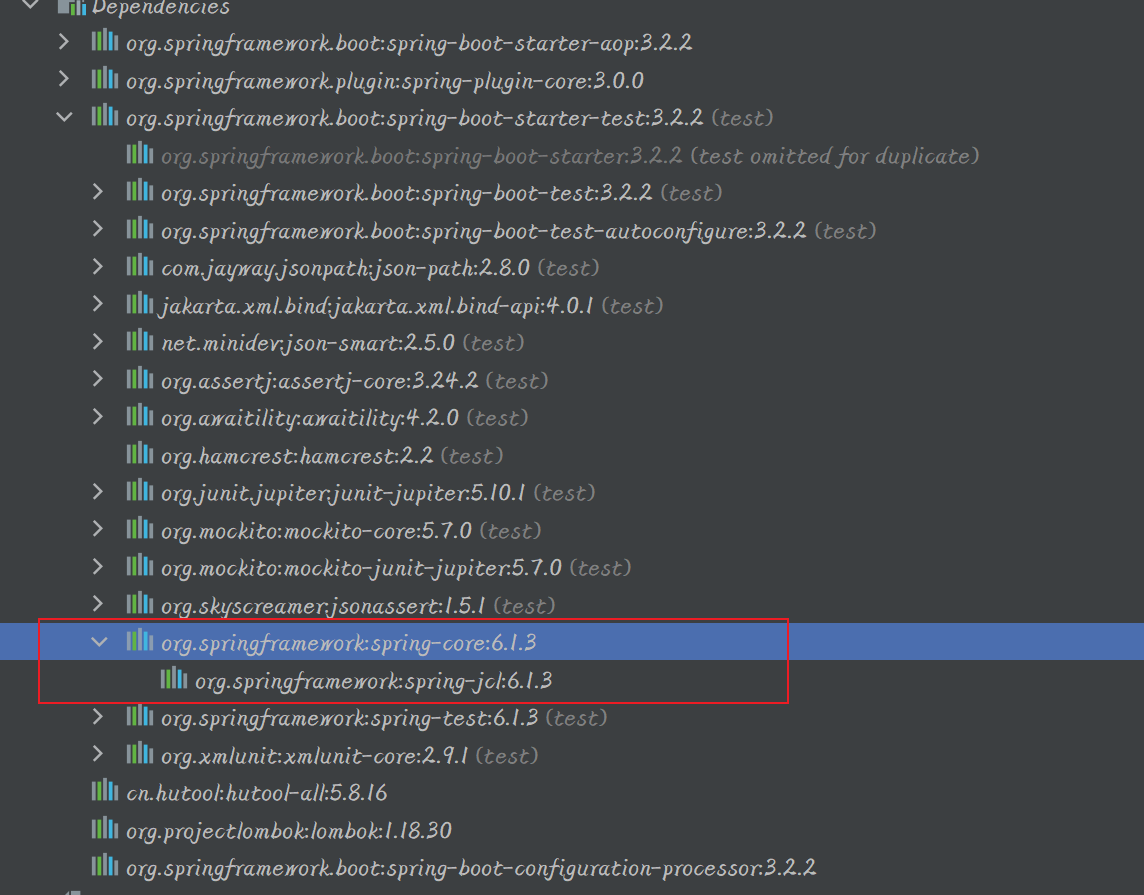 Dependencies
org.springframework.boot:spring-boot-starter-aop:3.2.2
org.springframework.plugin:spring-plugin-core:3.0.0
org.springframework.boot:spring-boot-starter-test:3.2.2 (test)
org.springframework.boot:spring-boot-starter:3.2.2 (test omitted for duplicate)
org.springframework.boot:spring-boot-test:3.2.2 (test)
org.springframework.boot:spring-boot-test-autoconfigure:3.2.2 (test)
com.jayway.jsonpath:json-path:2.8.0 (test)
jakarta.xml.bind:jakarta.xml.bind-api:4.0.1 (test)
net.minidev:json-smart:2.5.0 (test)
org.assertj:assertj-core:3.24.2 (test)
org.awaitility:awaitility:4.2.0 (test)
org.hamcrest:hamcrest:2.2 (test)
org.junit.jupiter:junit-jupiter:5.10.1 (test)
org.mockito:mockito-core:5.7.0 (test)
org.mockito:mockito-junit-jupiter:5.7.0 (test)
org.skyscreamer:jsonassert:1.5.1 (test)
org.springframework:spring-core:6.1.3
org.springframework:spring-jcl:6.1.3
org.springframework:spring-test:6.1.3 (test)
org.xmlunit:xmlunit-core:2.9.1 (test)
cn.hutool:hutool-all:5.8.16
org.projectlombok:lombok:1.18.30
org.springframework.boot:spring-boot-configuration-processor:3.2.2